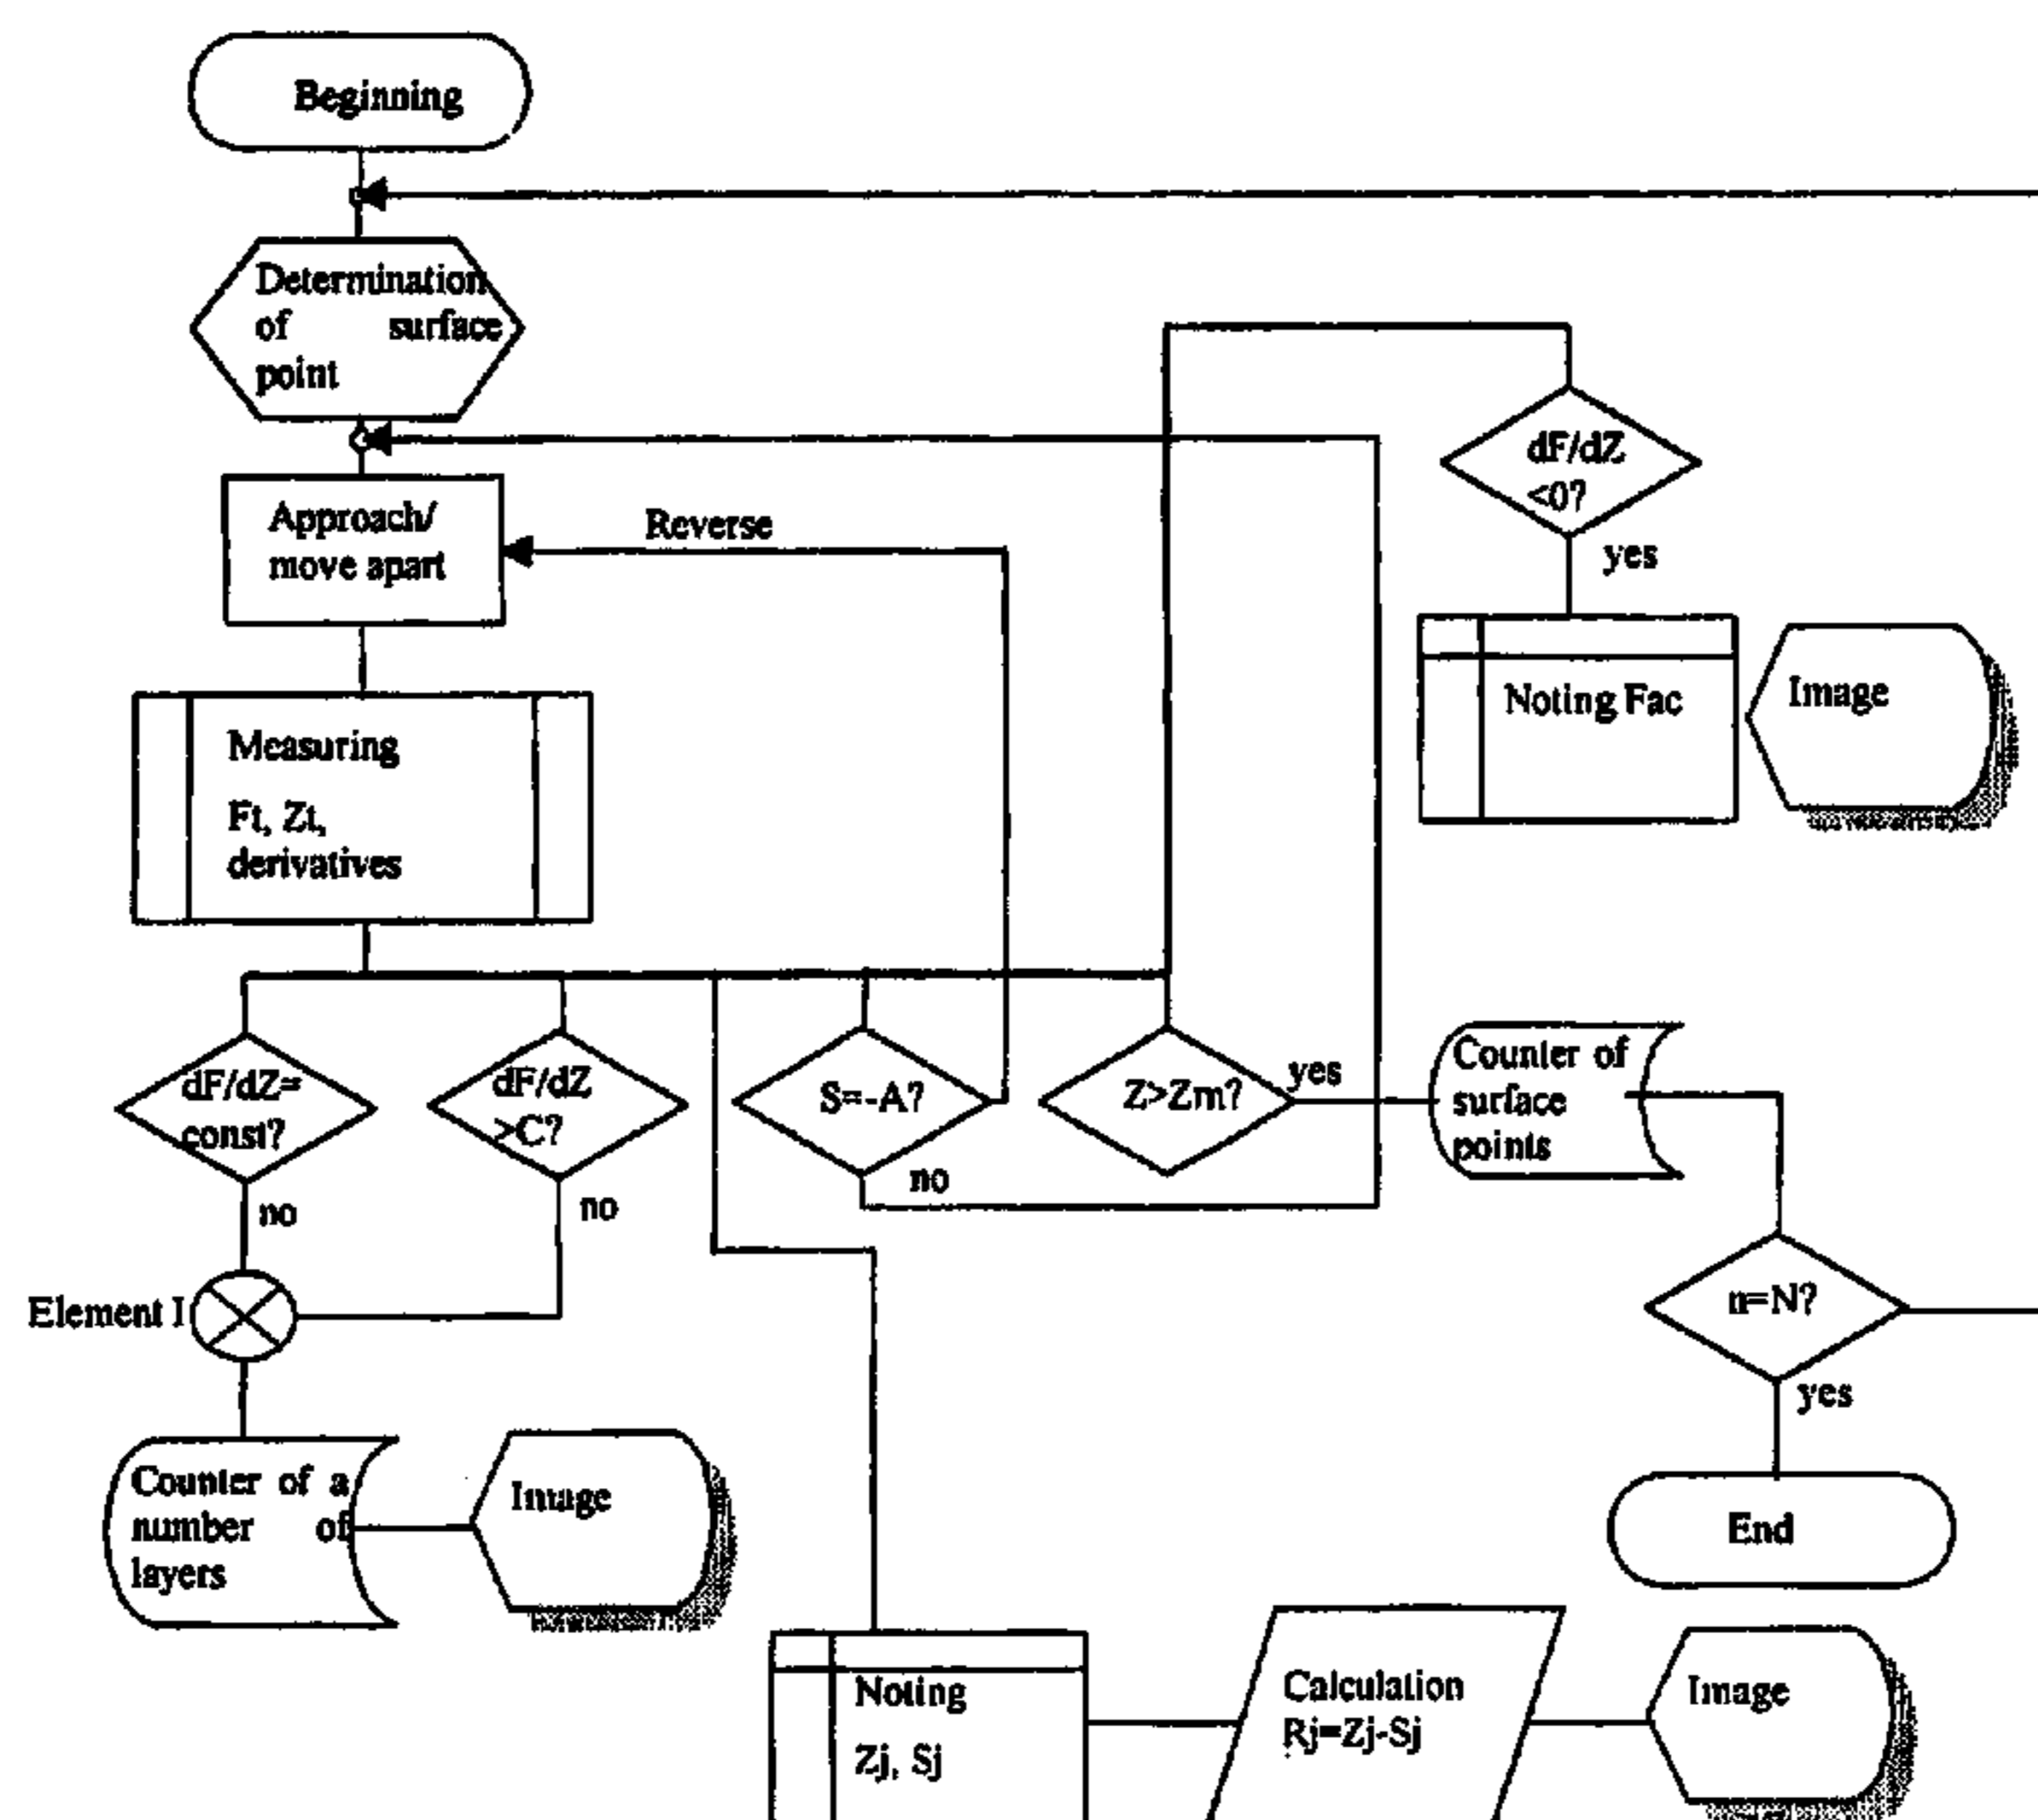 Beginning
Determination
of surface
point
Approach/
move apart
Reverse
dF/dZ
<0?
yes
Noting Fac
Image
Measuring
Ft, Zt,
derivatives
dF/dZ=
const?
no
dF/dZ
>C?
no
S=-A?
no
Z>Zm?
yes
Counter of
surface
points
n=N?
yes
End
Element I
Counter of a
number of
layers
Image
Noting
Zj, Sj
Calculation
Rj=Zj-Sj
Image